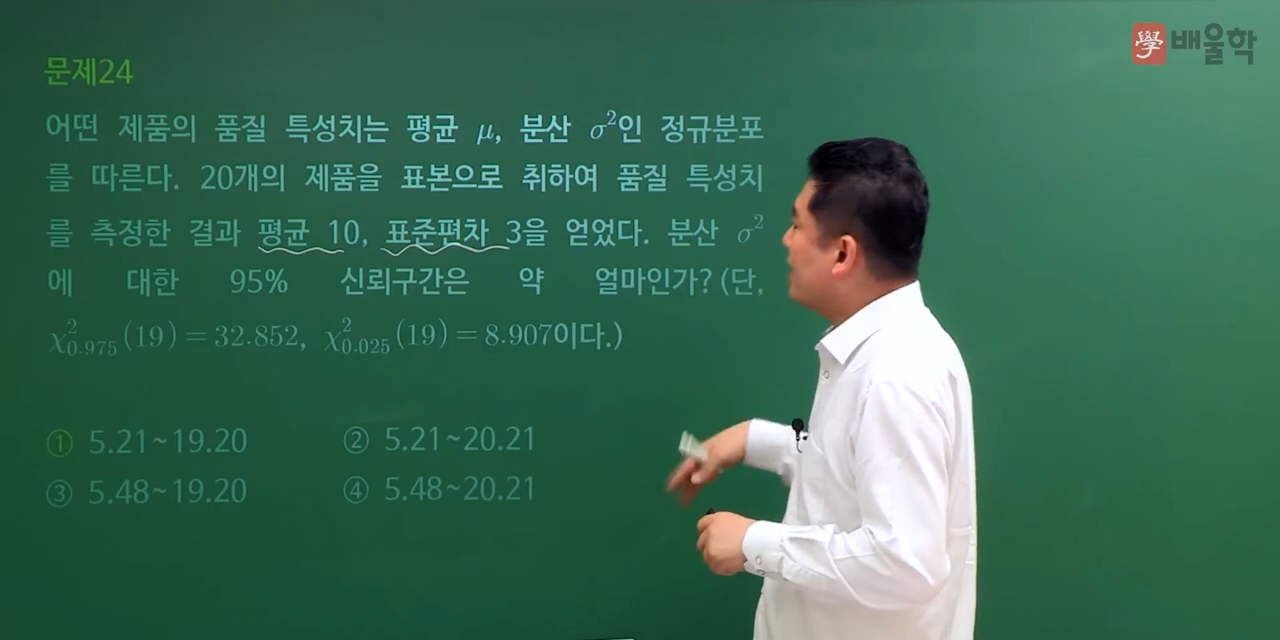 學 배울학
문제24
어떤 제품의 품질 특성치는 평균 μ, 분산 σ²인 정규분포
를 따른다. 20개의 제품을 표본으로 취하여 품질 특성치
를 측정한 결과 평균 10, 표준편차 3을 얻었다. 분산 σ²
에 대한 95% 신뢰구간은 약 얼마인가? (단,
χ²₀.₉₇₅(19) = 32.852, χ²₀.₀₂₅(19) = 8.907이다.)
① 5.21~19.20 ② 5.21~20.21
③ 5.48~19.20 ④ 5.48~20.21